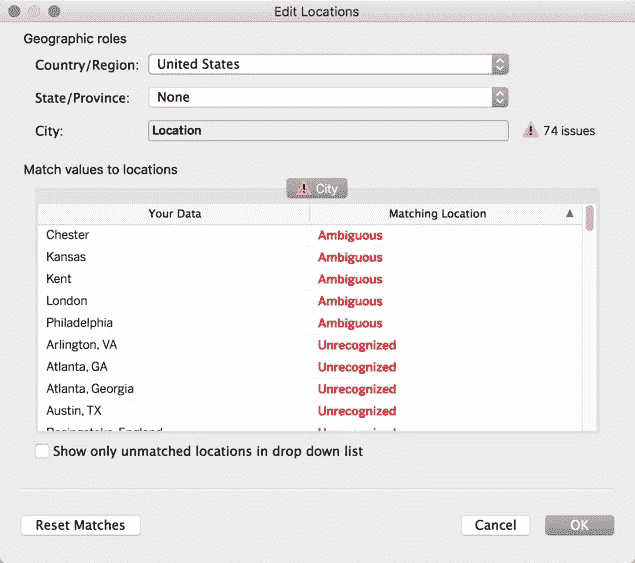 Edit Locations
Geographic roles
Country/Region: United States
State/Province: None
City: Location 74 issues
Match values to locations
City
Your Data Matching Location
Chester Ambiguous
Kansas Ambiguous
Kent Ambiguous
London Ambiguous
Philadelphia Ambiguous
Arlington, VA Unrecognized
Atlanta, GA Unrecognized
Atlanta, Georgia Unrecognized
Austin, TX Unrecognized
Show only unmatched locations in drop down list
Reset Matches Cancel OK